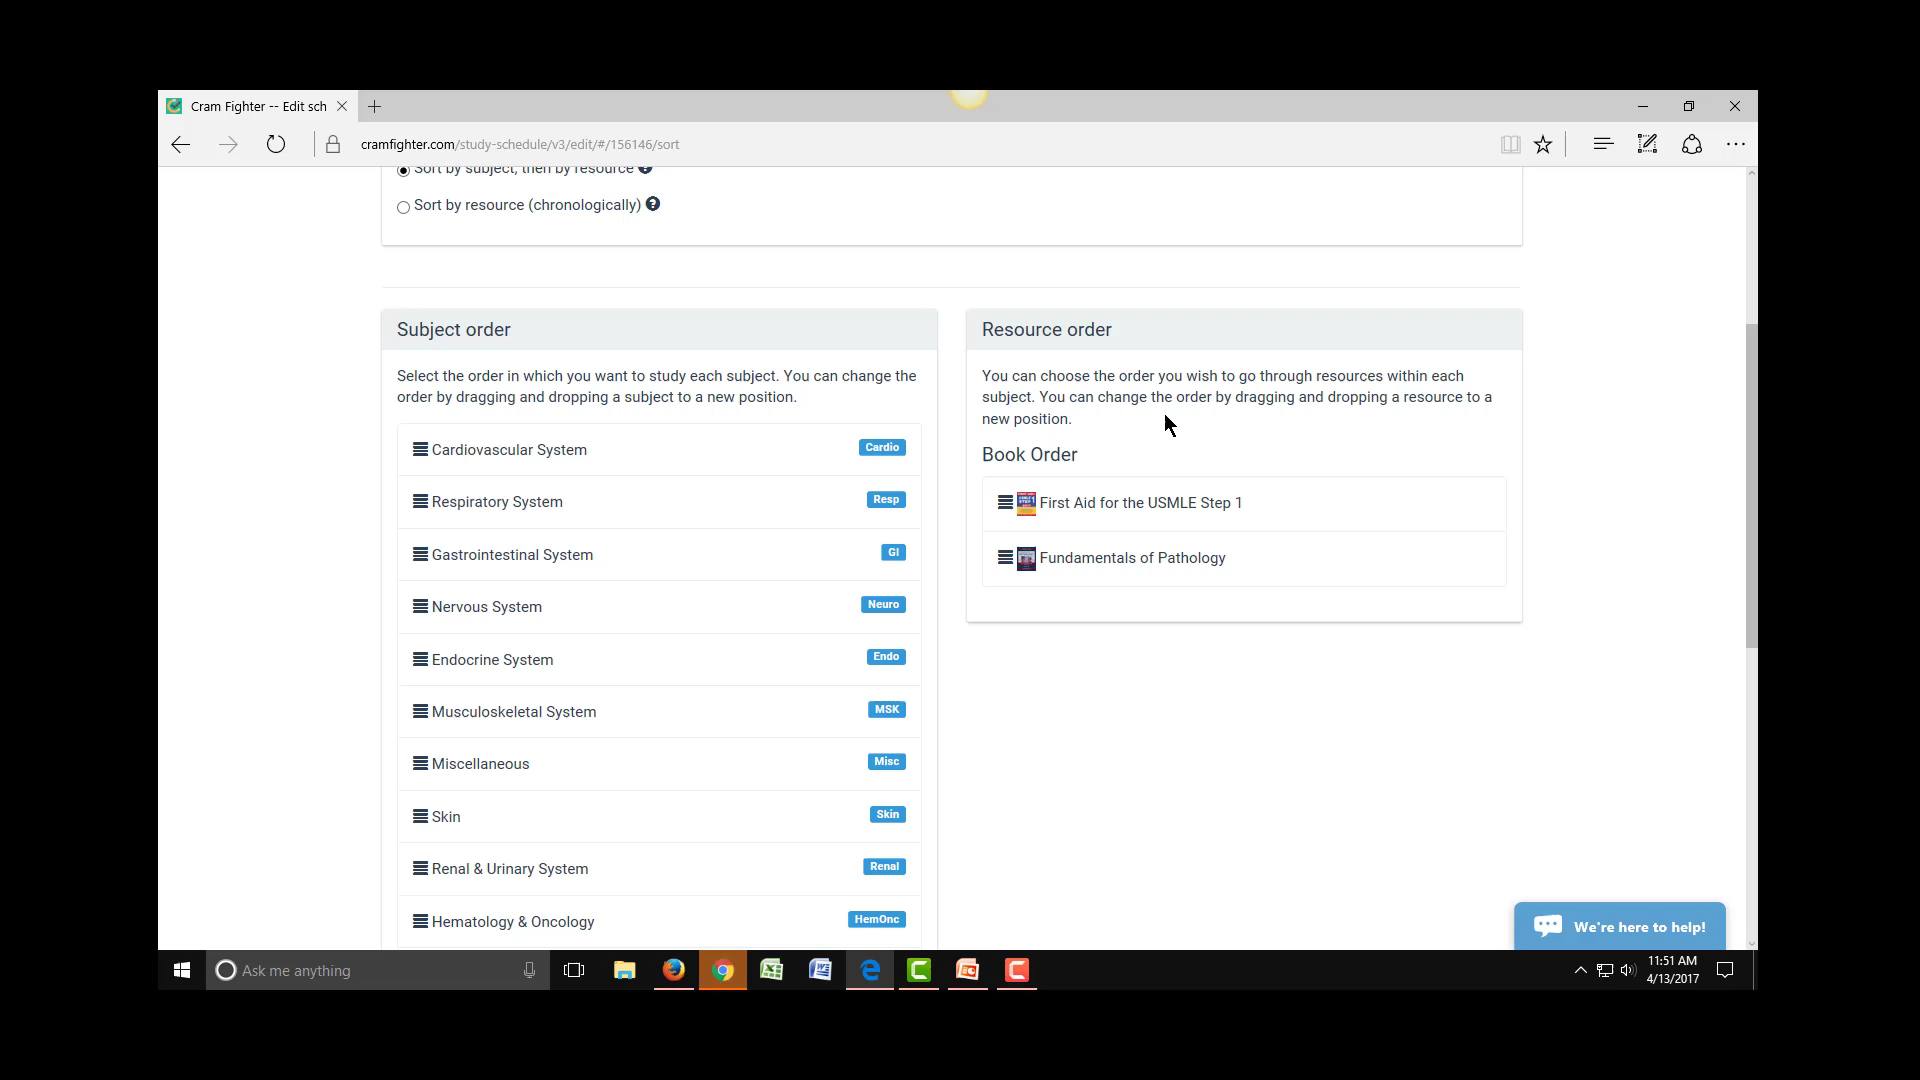 Cram Fighter -- Edit sch
cramfighter.com/study-schedule/v3/edit/#/156146/sort
Sort by subject, then by resource
Sort by resource (chronologically)
Subject order
Select the order in which you want to study each subject. You can change the
order by dragging and dropping a subject to a new position.
Cardiovascular System Cardio
Respiratory System Resp
Gastrointestinal System GI
Nervous System Neuro
Endocrine System Endo
Musculoskeletal System MSK
Miscellaneous Misc
Skin Skin
Renal & Urinary System Renal
Hematology & Oncology HemOnc
Resource order
You can choose the order you wish to go through resources within each
subject. You can change the order by dragging and dropping a resource to a
new position.
Book Order
First Aid for the USMLE Step 1
Fundamentals of Pathology
We're here to help!
Ask me anything
11:51 AM
4/13/2017